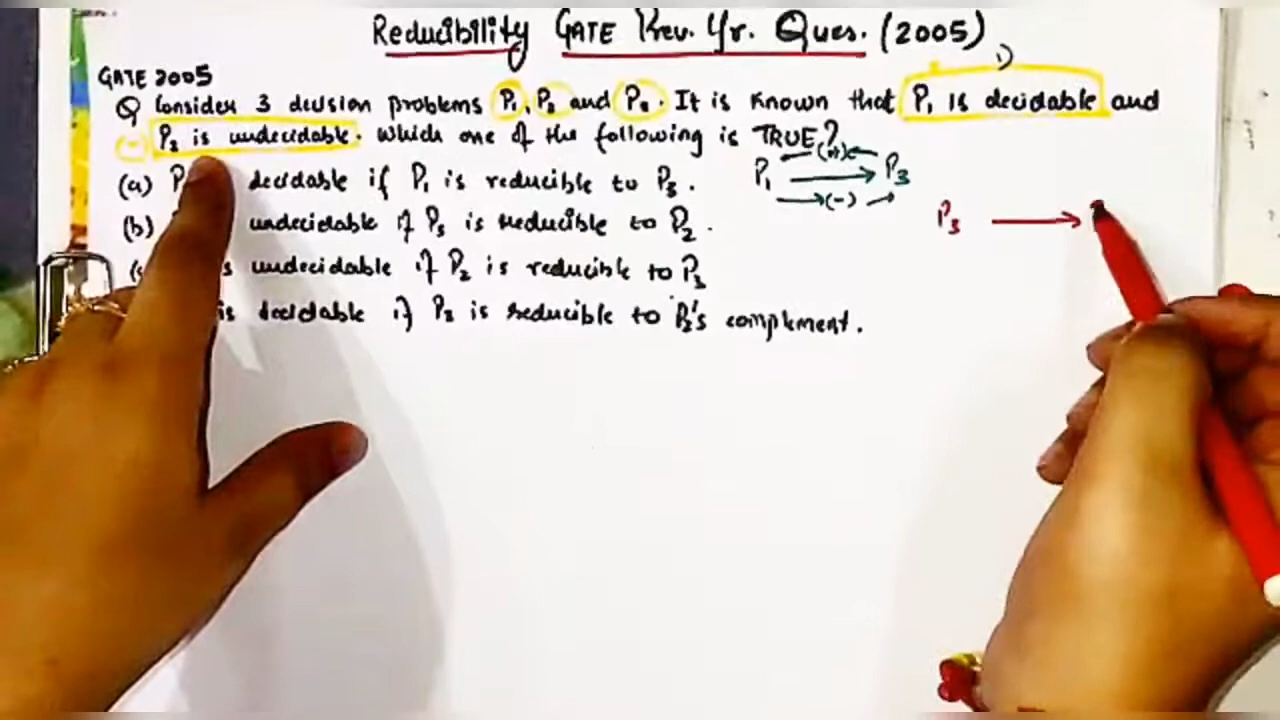 Reducibility GATE Prev. Yr. Ques. (2005)
GATE 2005
Q Consider 3 decision problems P₁, P₂ and P₃. It is known that P₁ is decidable and
P₂ is undecidable. Which one of the following is TRUE?
(a) P decidable if P₁ is reducible to P₃.
(b) undecidable if P₃ is reducible to P₂.
is undecidable if P₂ is reducible to P₃
is decidable if P₃ is reducible to P₂'s complement.
1)
(+)
P₁ → P₃
→ (-) →
P₃ →